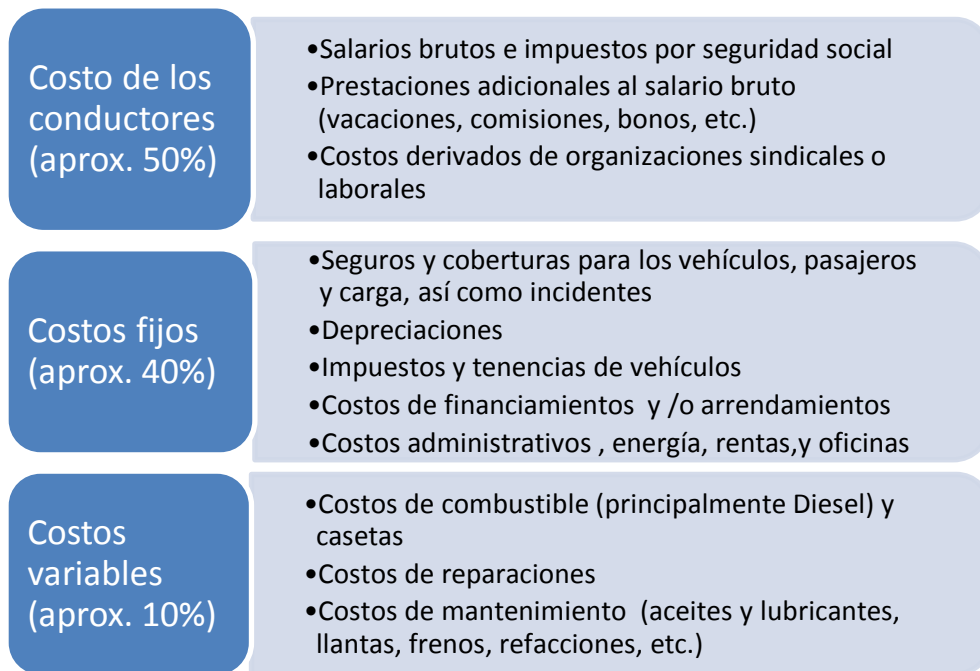 Costo de los
conductores
(aprox. 50%)
•Salarios brutos e impuestos por seguridad social
•Prestaciones adicionales al salario bruto
(vacaciones, comisiones, bonos, etc.)
•Costos derivados de organizaciones sindicales o
laborales
Costos fijos
(aprox. 40%)
•Seguros y coberturas para los vehículos, pasajeros
y carga, así como incidentes
•Depreciaciones
•Impuestos y tenencias de vehículos
•Costos de financiamientos  y /o arrendamientos
•Costos administrativos , energía, rentas,y oficinas
Costos
variables
(aprox. 10%)
•Costos de combustible (principalmente Diesel) y
casetas
•Costos de reparaciones
•Costos de mantenimiento  (aceites y lubricantes,
llantas, frenos, refacciones, etc.)